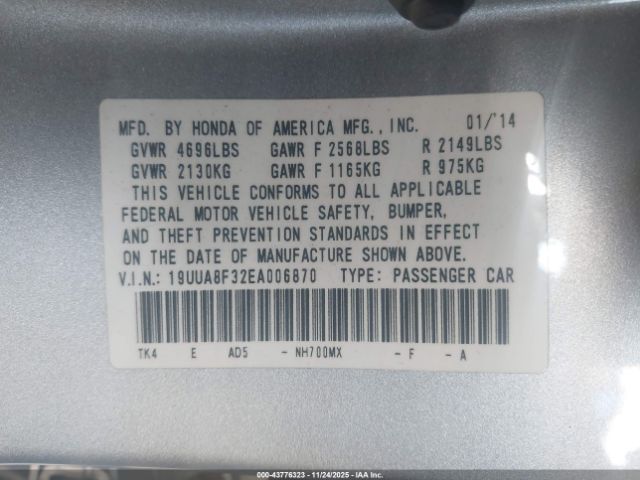 MFD. BY HONDA OF AMERICA MFG., INC. 01/'14
GVWR 4696LBS GAWR F 2568LBS R 2149LBS
GVWR 2130KG GAWR F 1165KG R 975KG
THIS VEHICLE CONFORMS TO ALL APPLICABLE
FEDERAL MOTOR VEHICLE SAFETY, BUMPER,
AND THEFT PREVENTION STANDARDS IN EFFECT
ON THE DATE OF MANUFACTURE SHOWN ABOVE.
V.I.N.: 19UUA8F32EA006870 TYPE: PASSENGER CAR
TK4 E AD5 - NH700MX - F - A
000-43776323 - 11/24/2025 - IAA Inc.